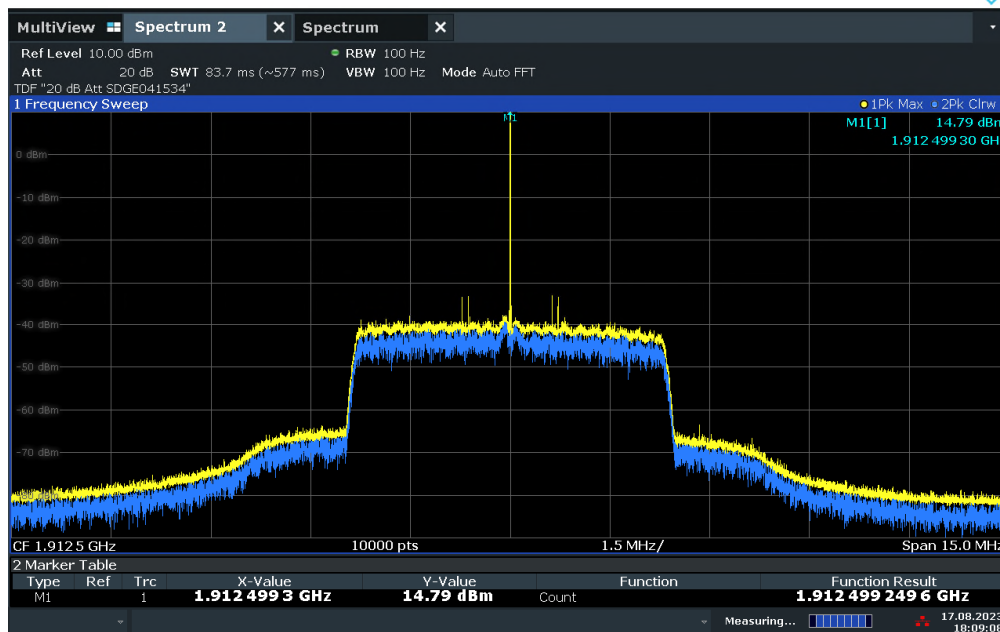 MultiView Spectrum 2 X Spectrum X
Ref Level 10.00 dBm RBW 100 Hz
Att 20 dB SWT 83.7 ms (~577 ms) VBW 100 Hz Mode Auto FFT
TDF "20 dB Att SDGE041534"
1 Frequency Sweep 1Pk Max 2Pk Clrw
M1
M1[1] 14.79 dBm
1.912 499 30 GH
0 dBm
-10 dBm
-20 dBm
-30 dBm
-40 dBm
-50 dBm
-60 dBm
-70 dBm
CF 1.9125 GHz 10000 pts 1.5 MHz/ Span 15.0 MHz
2 Marker Table
Type Ref Trc X-Value Y-Value Function Function Result
M1 1 1.912 499 3 GHz 14.79 dBm Count 1.912 499 249 6 GHz
Measuring... 17.08.2023
18:09:08